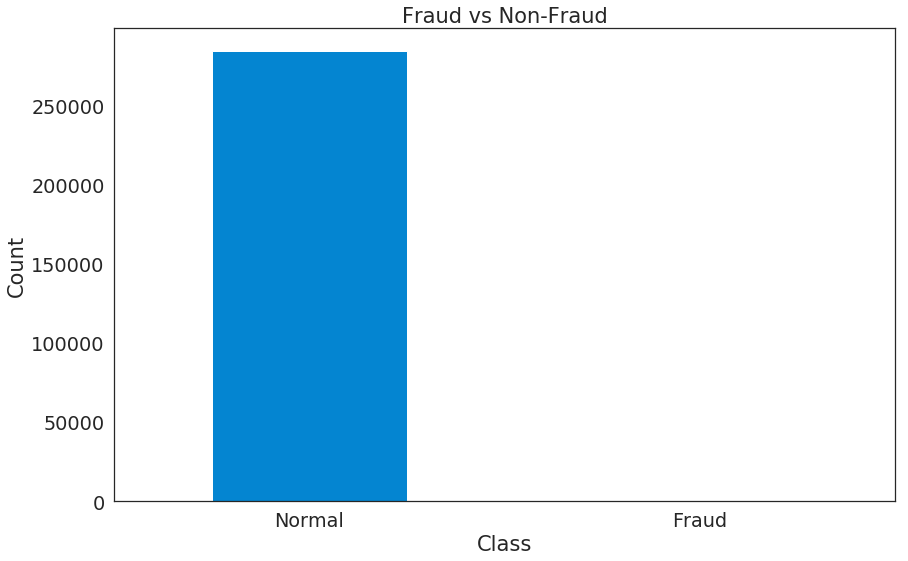 Fraud vs Non-Fraud
250000
200000
150000
100000
50000
0
Count
Normal
Fraud
Class